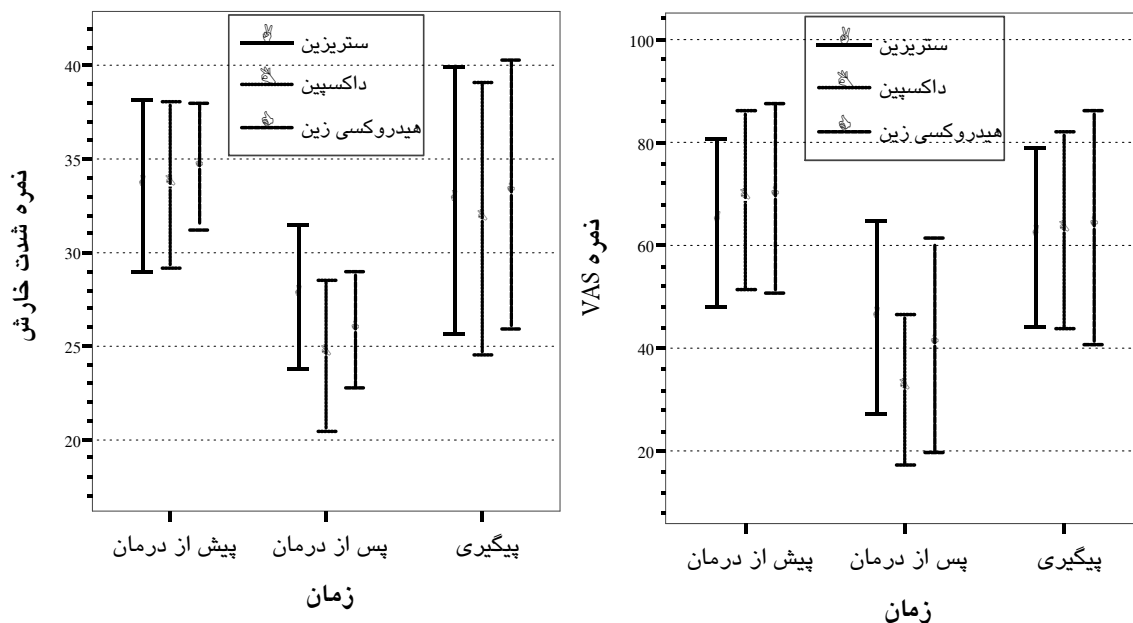 ستریزین
داکسپین
هیدروکسی زین
40
35
30
25
20
نمره شدت خارش
پیش از درمان
پس از درمان
پیگیری
زمان
ستریزین
داکسپین
هیدروکسی زین
100
80
60
40
20
نمره VAS
پیش از درمان
پس از درمان
پیگیری
زمان